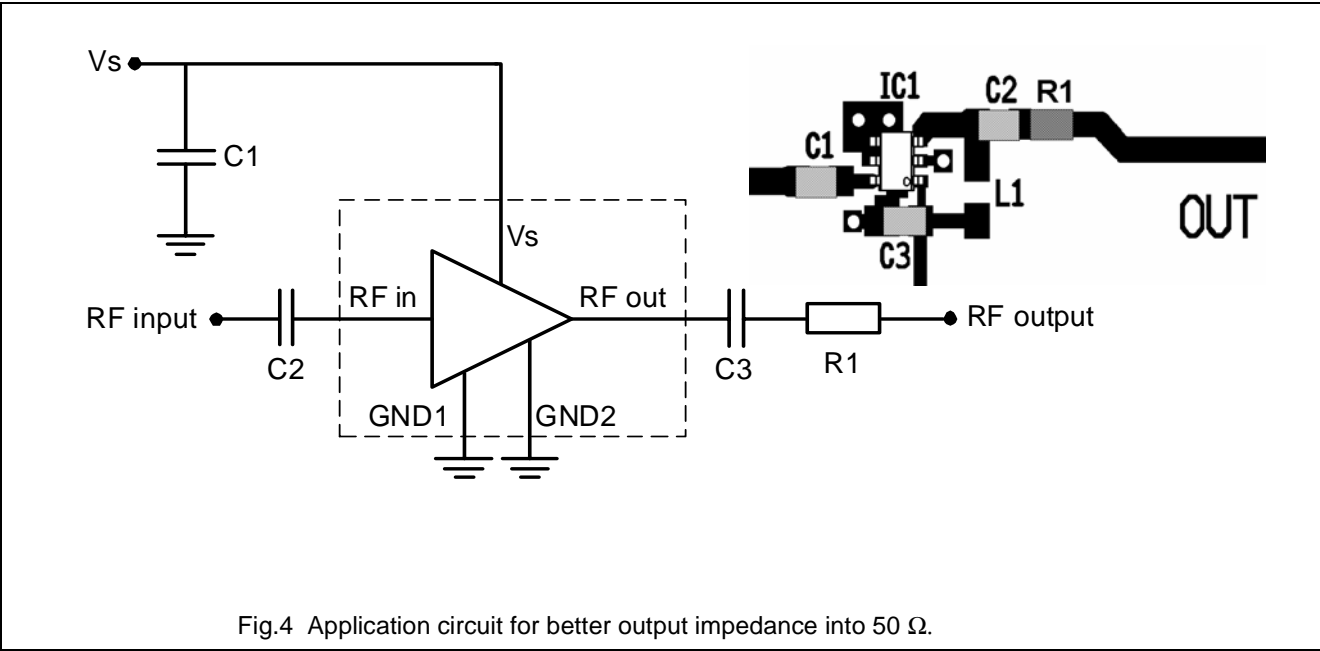 Vs
C1
Vs
RF input
C2
RF in
RF out
C3
R1
RF output
GND1
GND2
IC1
C2
R1
C1
L1
OUT
C3
Fig.4 Application circuit for better output impedance into 50 Ω.